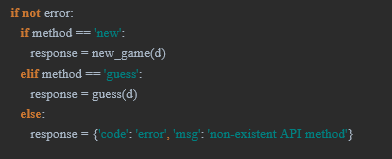 if not error:
    if method == 'new':
        response = new_game(d)
    elif method == 'guess':
        response = guess(d)
    else:
        response = {'code': 'error', 'msg': 'non-existent API method'}